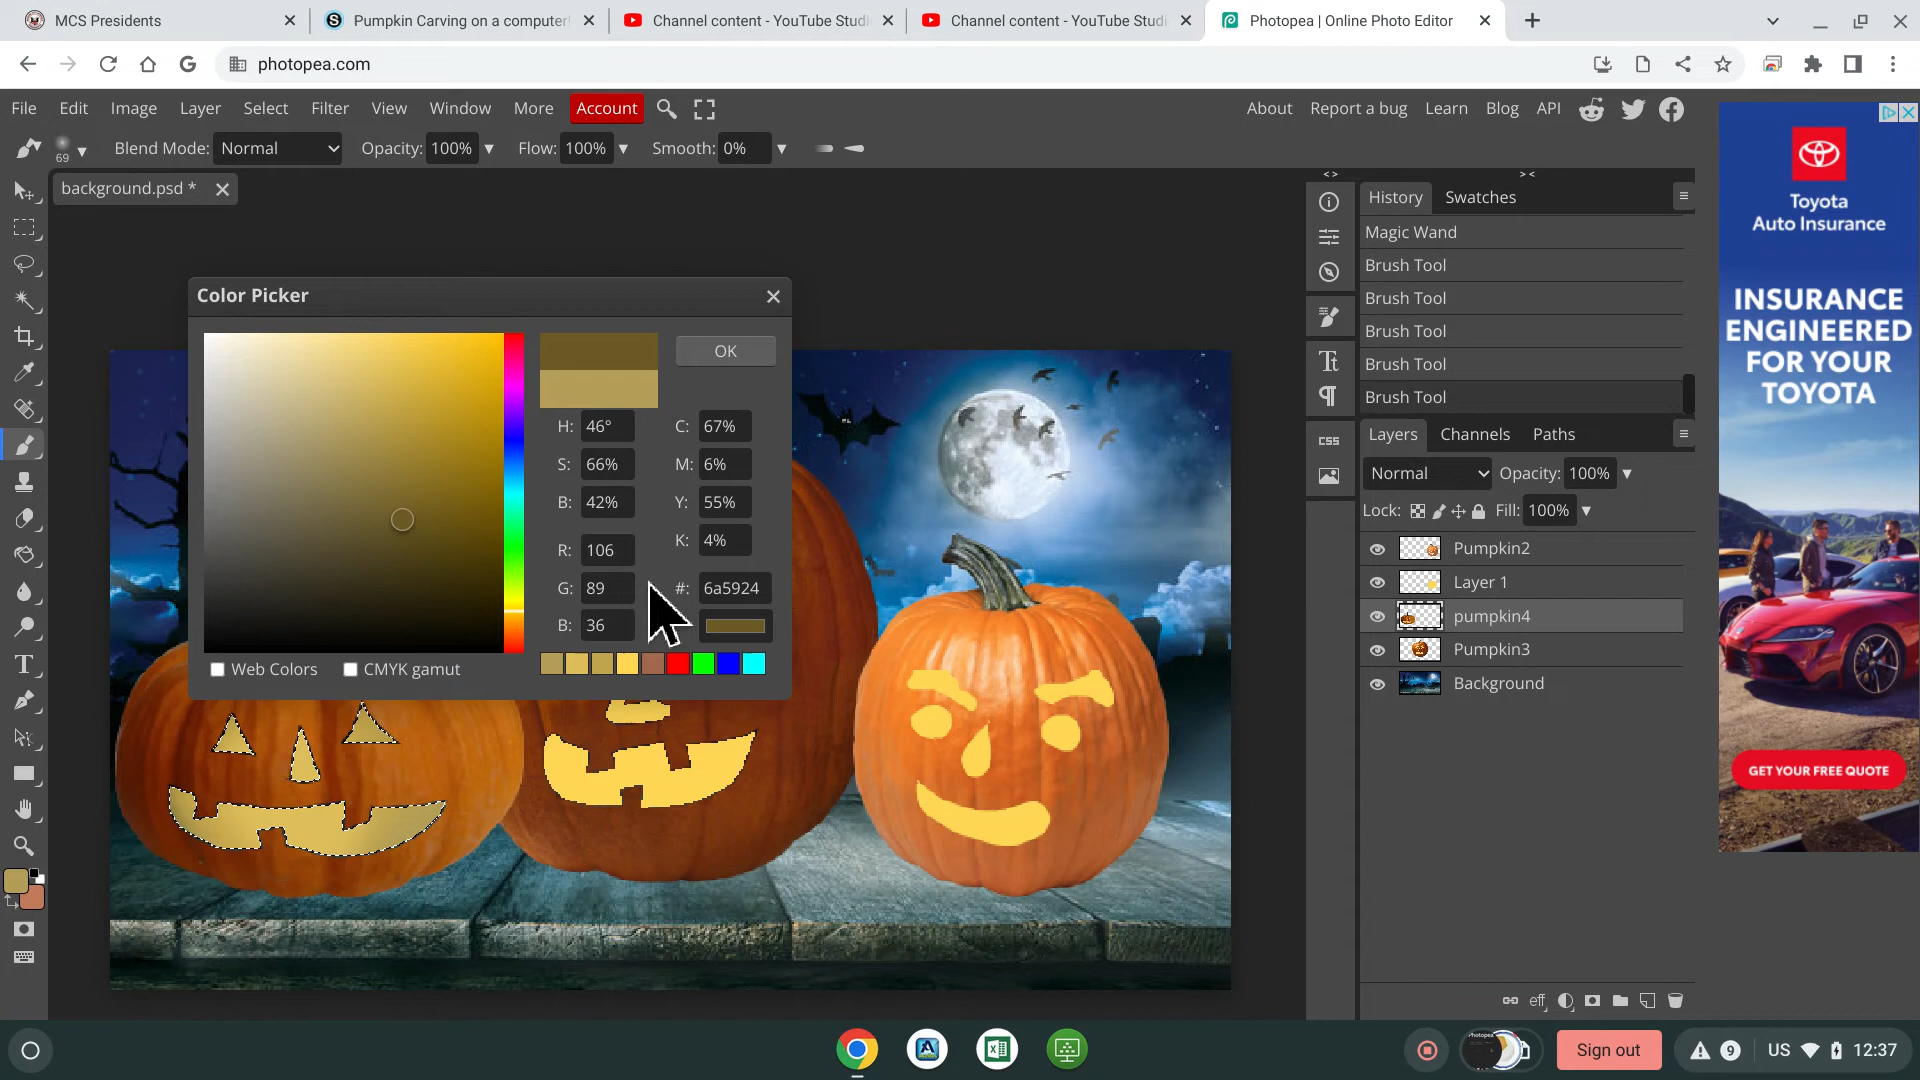 MCS Presidents
Pumpkin Carving on a computer!
Channel content - YouTube Studi
Channel content - YouTube Studi
Photopea | Online Photo Editor
photopea.com
File Edit Image Layer Select Filter View Window More Account
About Report a bug Learn Blog API
69 Blend Mode: Normal Opacity: 100% Flow: 100% Smooth: 0%
background.psd *
< > > <
History Swatches
Magic Wand
Brush Tool
Brush Tool
Brush Tool
Brush Tool
Brush Tool
Layers Channels Paths
Normal Opacity: 100%
Lock: Fill: 100%
Pumpkin2
Layer 1
pumpkin4
Pumpkin3
Background
eff
css
Color Picker
OK
H: 46° C: 67%
S: 66% M: 6%
B: 42% Y: 55%
K: 4%
R: 106
G: 89 #: 6a5924
B: 36
Web Colors CMYK gamut
Toyota
Auto Insurance
INSURANCE
ENGINEERED
FOR YOUR
TOYOTA
GET YOUR FREE QUOTE
Sign out
9
US
12:37